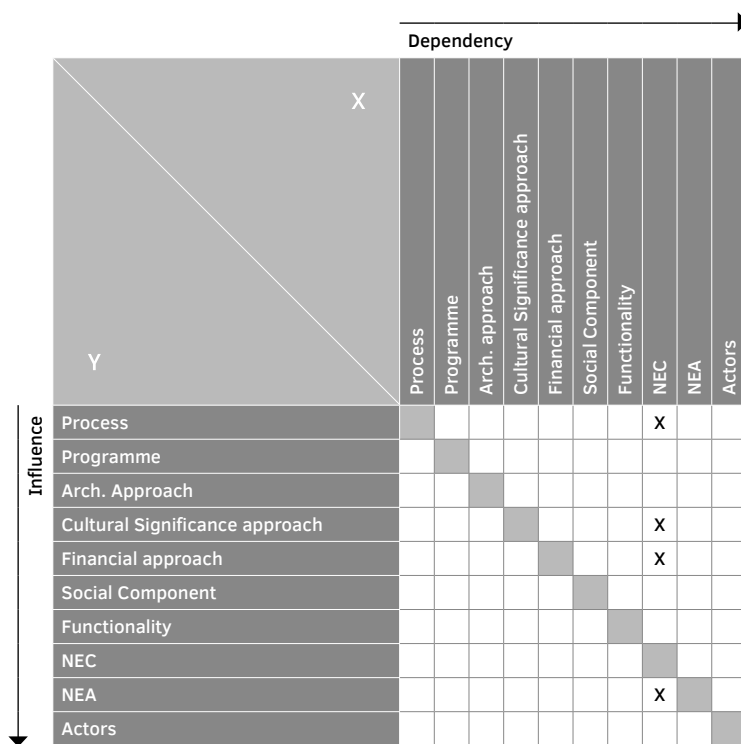 Dependency
X
Y
Process
Programme
Arch. approach
Cultural Significance approach
Financial approach
Social Component
Functionality
NEC
NEA
Actors
Influence
Process X
Programme
Arch. Approach
Cultural Significance approach X
Financial approach X
Social Component
Functionality
NEC
NEA X
Actors